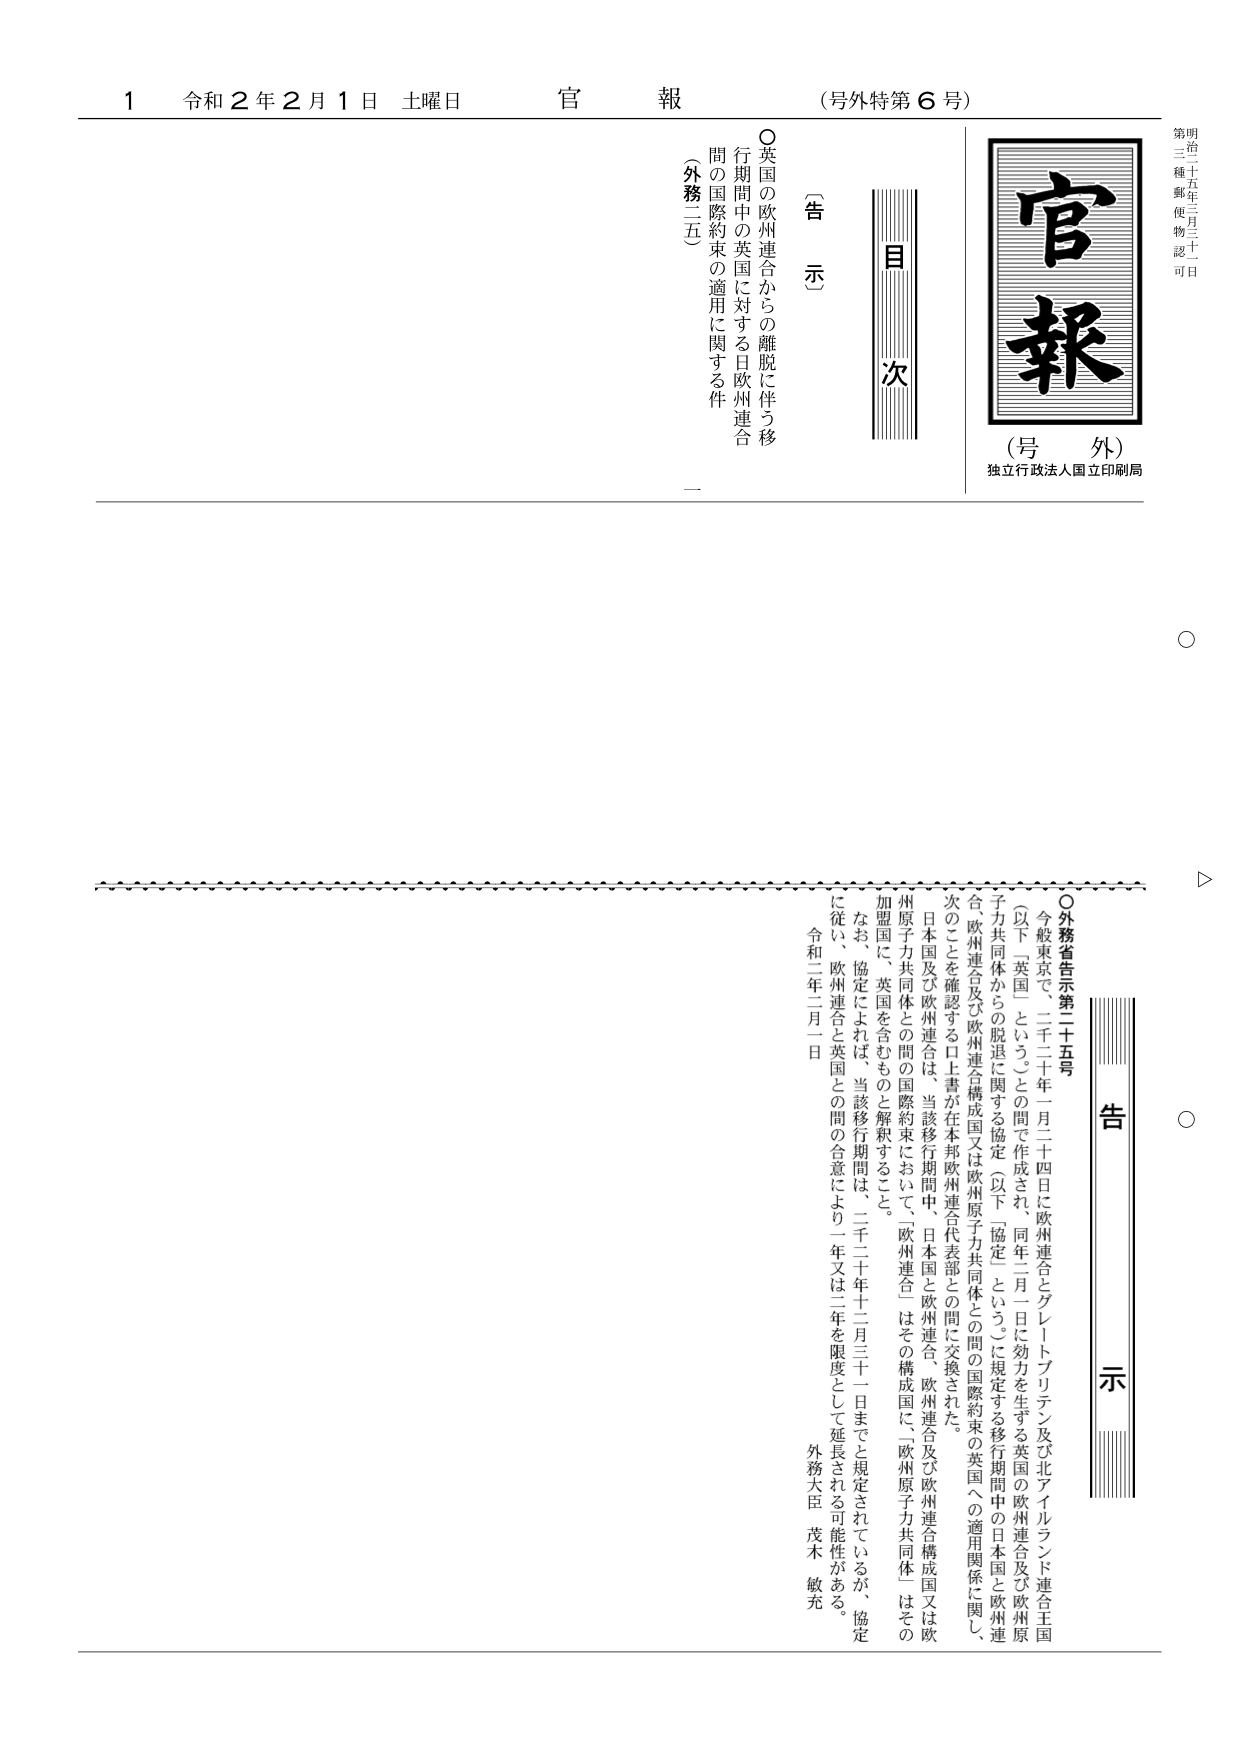 1 令和2年2月1日 土曜日 官報 (号外特第6号)
明治二十五年三月三十一日
第三種郵便物認可
官報
(号外)
独立行政法人国立印刷局
目次
〔告示〕
○英国の欧州連合からの離脱に伴う移
行期間中の英国に対する日欧州連合
間の国際約束の適用に関する件
(外務二五) 一
告示
○外務省告示第二十五号
今般東京で、二千二十年一月二十四日に欧州連合とグレートブリテン及び北アイルランド連合王国
(以下「英国」という。)との間で作成され、同年二月一日に効力を生ずる英国の欧州連合及び欧州原
子力共同体からの脱退に関する協定(以下「協定」という。)に規定する移行期間中の日本国と欧州連
合、欧州連合及び欧州連合構成国又は欧州原子力共同体との間の国際約束の英国への適用関係に関し、
次のことを確認する口上書が在本邦欧州連合代表部との間に交換された。
日本国及び欧州連合は、当該移行期間中、日本国と欧州連合、欧州連合及び欧州連合構成国又は欧
州原子力共同体との間の国際約束において、「欧州連合」はその構成国に、「欧州原子力共同体」はその
加盟国に、英国を含むものと解釈すること。
なお、協定によれば、当該移行期間は、二千二十年十二月三十一日までと規定されているが、協定
に従い、欧州連合と英国との間の合意により一年又は二年を限度として延長される可能性がある。
令和二年二月一日
外務大臣 茂木 敏充